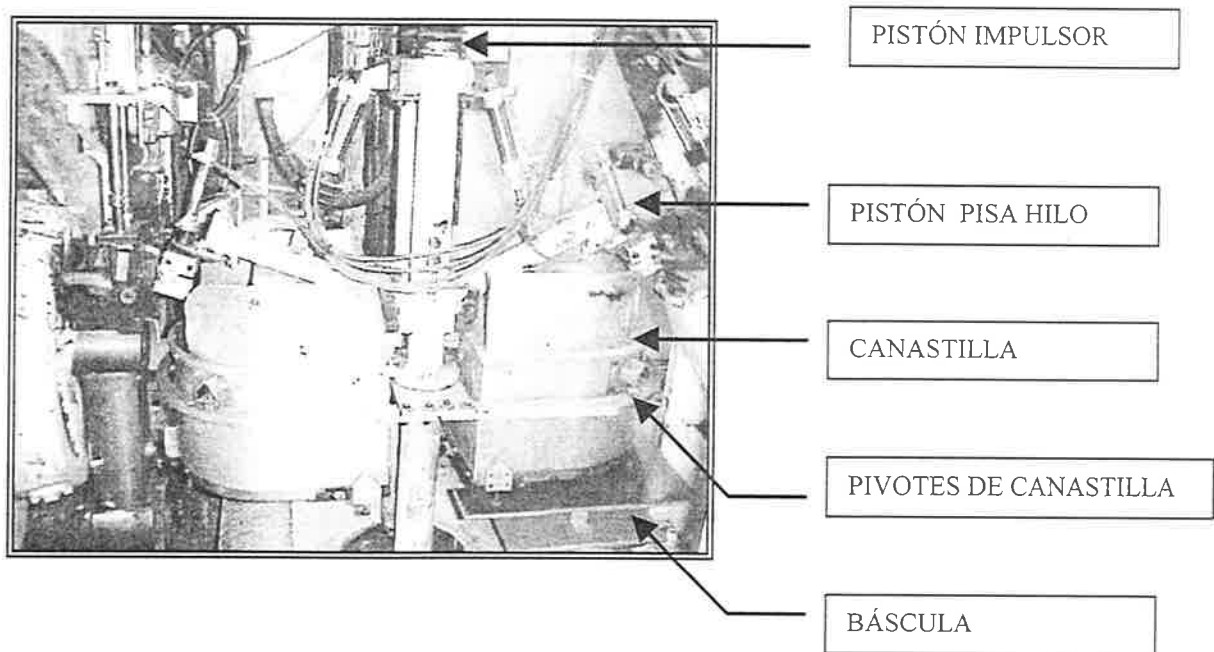 PISTÓN IMPULSOR
PISTÓN PISA HILO
CANASTILLA
PIVOTES DE CANASTILLA
BÁSCULA